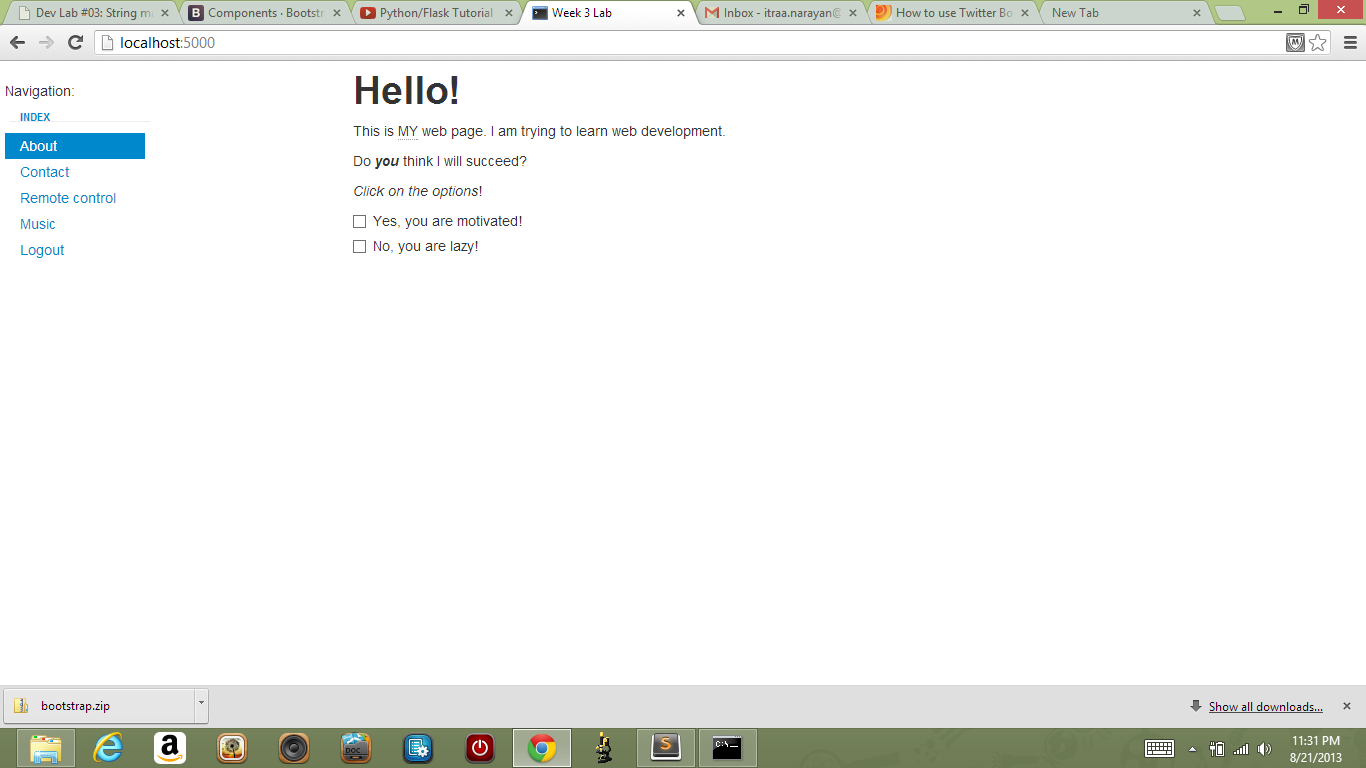 Dev Lab #03: String m
Components · Bootstr
Python/Flask Tutorial
Week 3 Lab
Inbox - itraa.narayan@
How to use Twitter Bo
New Tab
localhost:5000
Navigation:
INDEX
About
Contact
Remote control
Music
Logout
Hello!
This is MY web page. I am trying to learn web development.
Do you think I will succeed?
Click on the options!
Yes, you are motivated!
No, you are lazy!
bootstrap.zip
Show all downloads...
DOC
C:\_
11:31 PM
8/21/2013